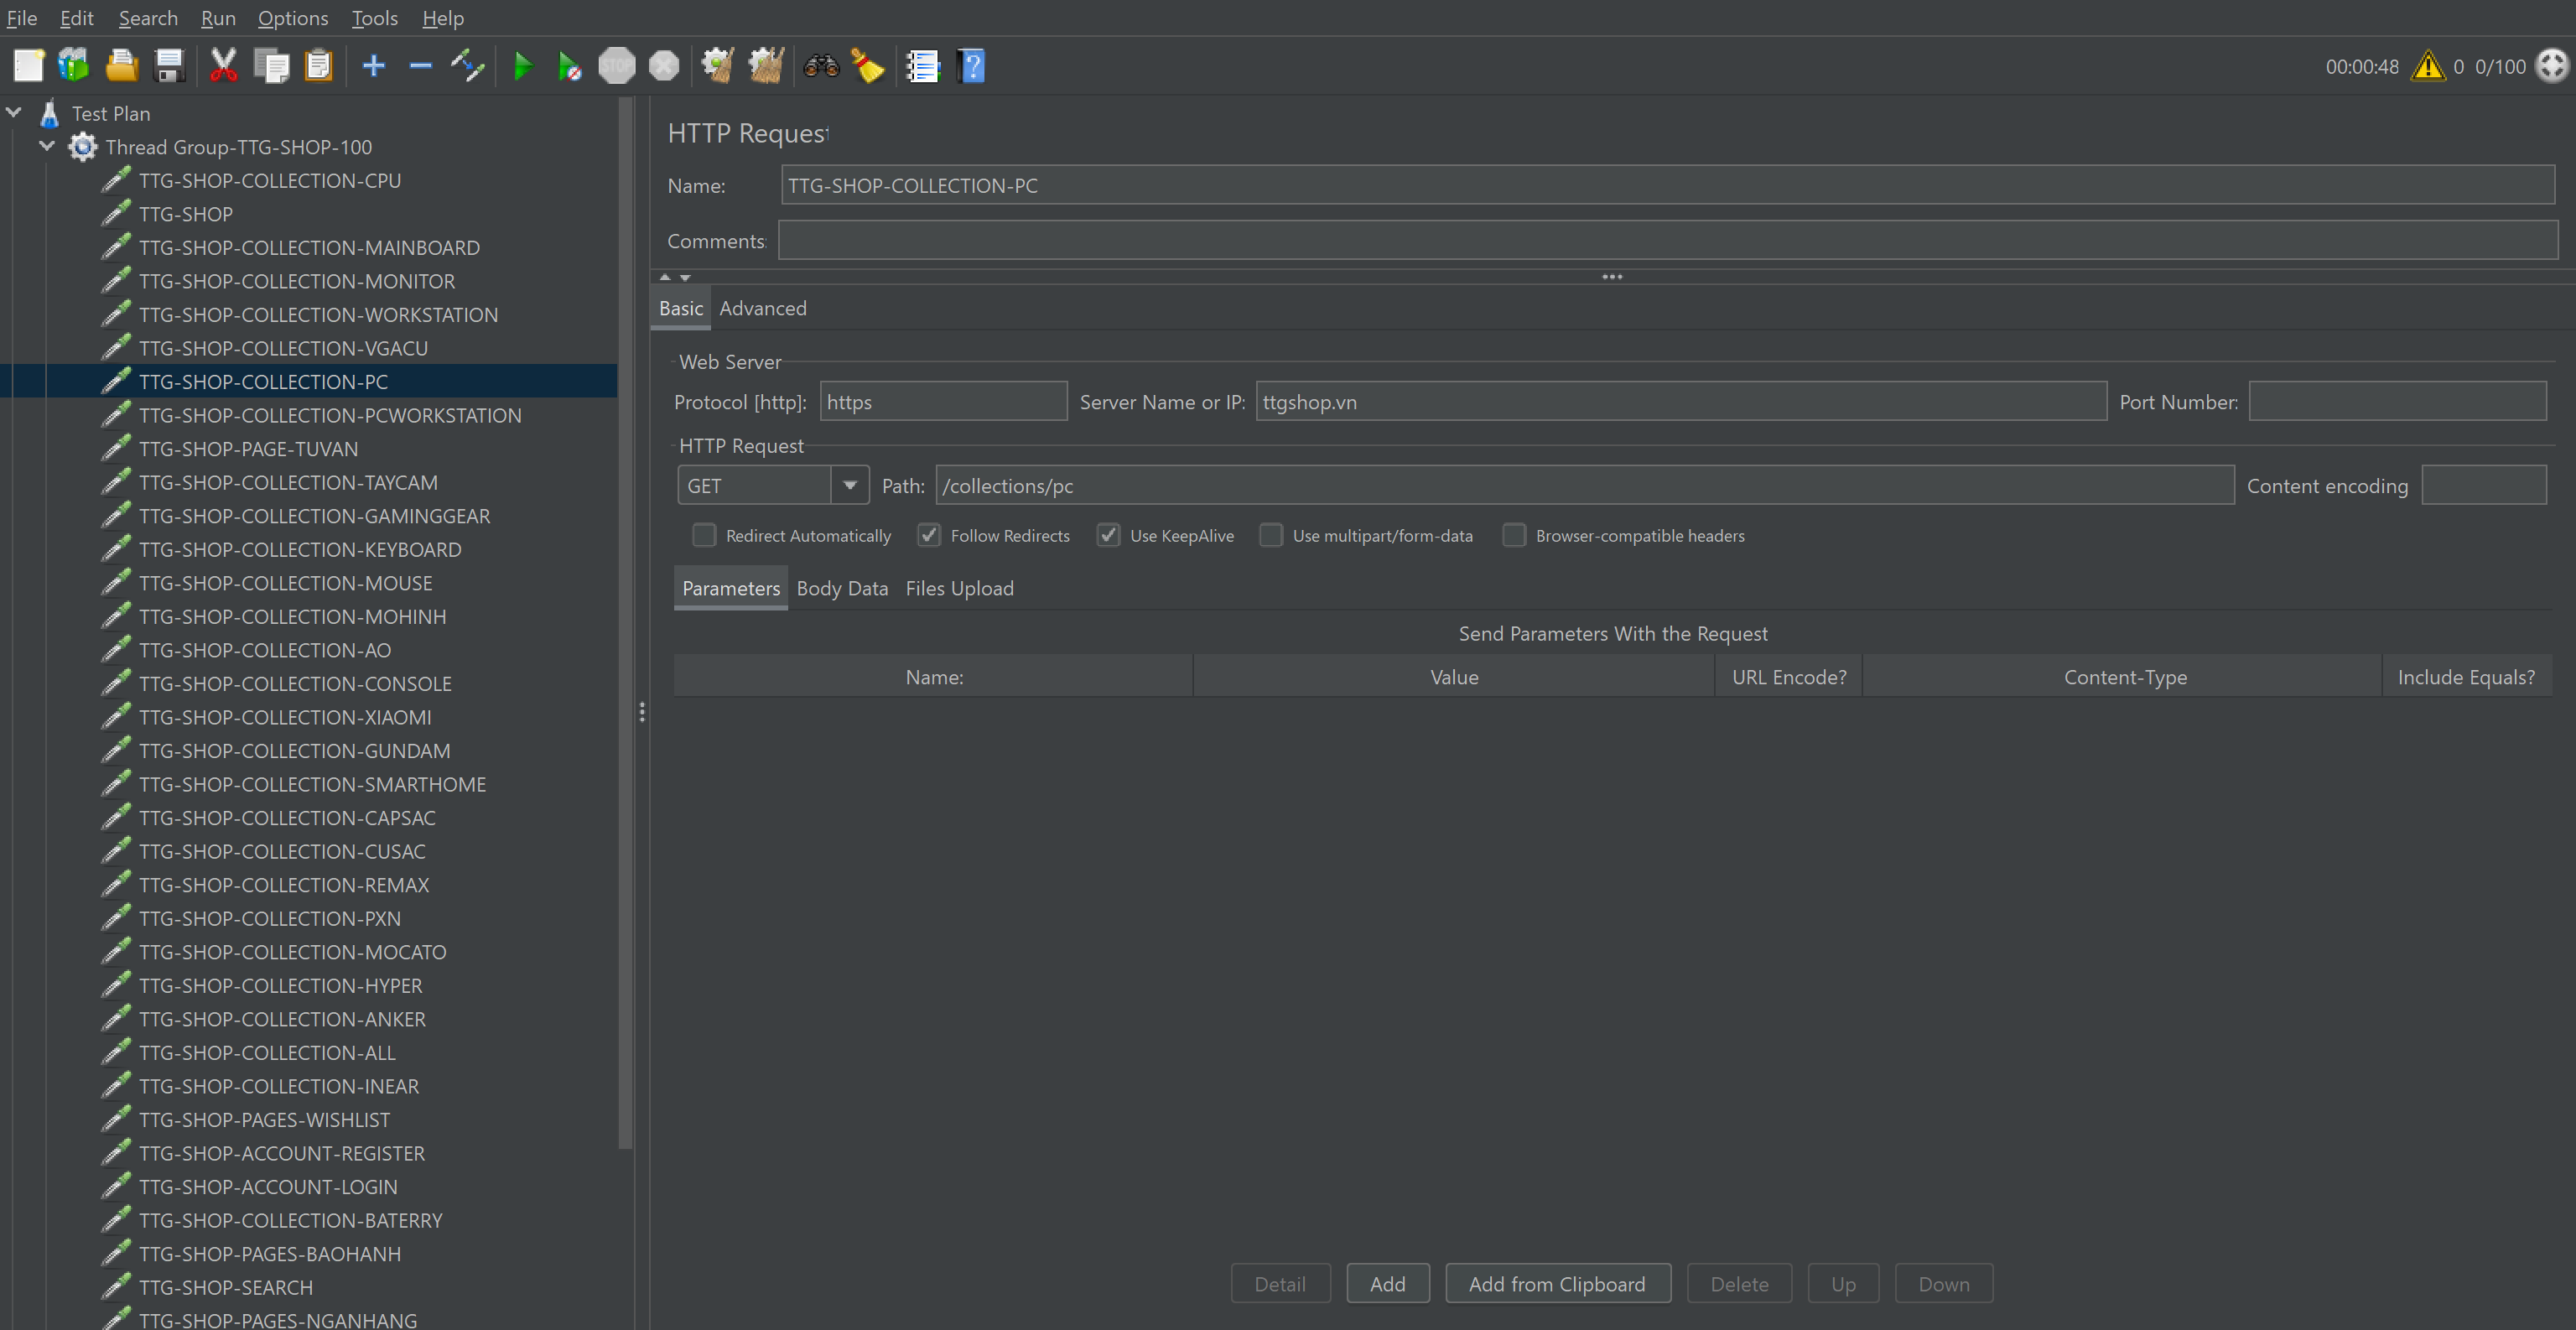 File Edit Search Run Options Tools Help
STOP
00:00:48 0 0/100
Test Plan
Thread Group-TTG-SHOP-100
TTG-SHOP-COLLECTION-CPU
TTG-SHOP
TTG-SHOP-COLLECTION-MAINBOARD
TTG-SHOP-COLLECTION-MONITOR
TTG-SHOP-COLLECTION-WORKSTATION
TTG-SHOP-COLLECTION-VGACU
TTG-SHOP-COLLECTION-PC
TTG-SHOP-COLLECTION-PCWORKSTATION
TTG-SHOP-PAGE-TUVAN
TTG-SHOP-COLLECTION-TAYCAM
TTG-SHOP-COLLECTION-GAMINGGEAR
TTG-SHOP-COLLECTION-KEYBOARD
TTG-SHOP-COLLECTION-MOUSE
TTG-SHOP-COLLECTION-MOHINH
TTG-SHOP-COLLECTION-AO
TTG-SHOP-COLLECTION-CONSOLE
TTG-SHOP-COLLECTION-XIAOMI
TTG-SHOP-COLLECTION-GUNDAM
TTG-SHOP-COLLECTION-SMARTHOME
TTG-SHOP-COLLECTION-CAPSAC
TTG-SHOP-COLLECTION-CUSAC
TTG-SHOP-COLLECTION-REMAX
TTG-SHOP-COLLECTION-PXN
TTG-SHOP-COLLECTION-MOCATO
TTG-SHOP-COLLECTION-HYPER
TTG-SHOP-COLLECTION-ANKER
TTG-SHOP-COLLECTION-ALL
TTG-SHOP-COLLECTION-INEAR
TTG-SHOP-PAGES-WISHLIST
TTG-SHOP-ACCOUNT-REGISTER
TTG-SHOP-ACCOUNT-LOGIN
TTG-SHOP-COLLECTION-BATERRY
TTG-SHOP-PAGES-BAOHANH
TTG-SHOP-SEARCH
TTG-SHOP-PAGES-NGANHANG
HTTP Request
Name: TTG-SHOP-COLLECTION-PC
Comments:
Basic Advanced
Web Server
Protocol [http]: https Server Name or IP: ttgshop.vn Port Number:
HTTP Request
GET Path: /collections/pc Content encoding
Redirect Automatically Follow Redirects Use KeepAlive Use multipart/form-data Browser-compatible headers
Parameters Body Data Files Upload
Send Parameters With the Request
Name: Value URL Encode? Content-Type Include Equals?
Detail Add Add from Clipboard Delete Up Down